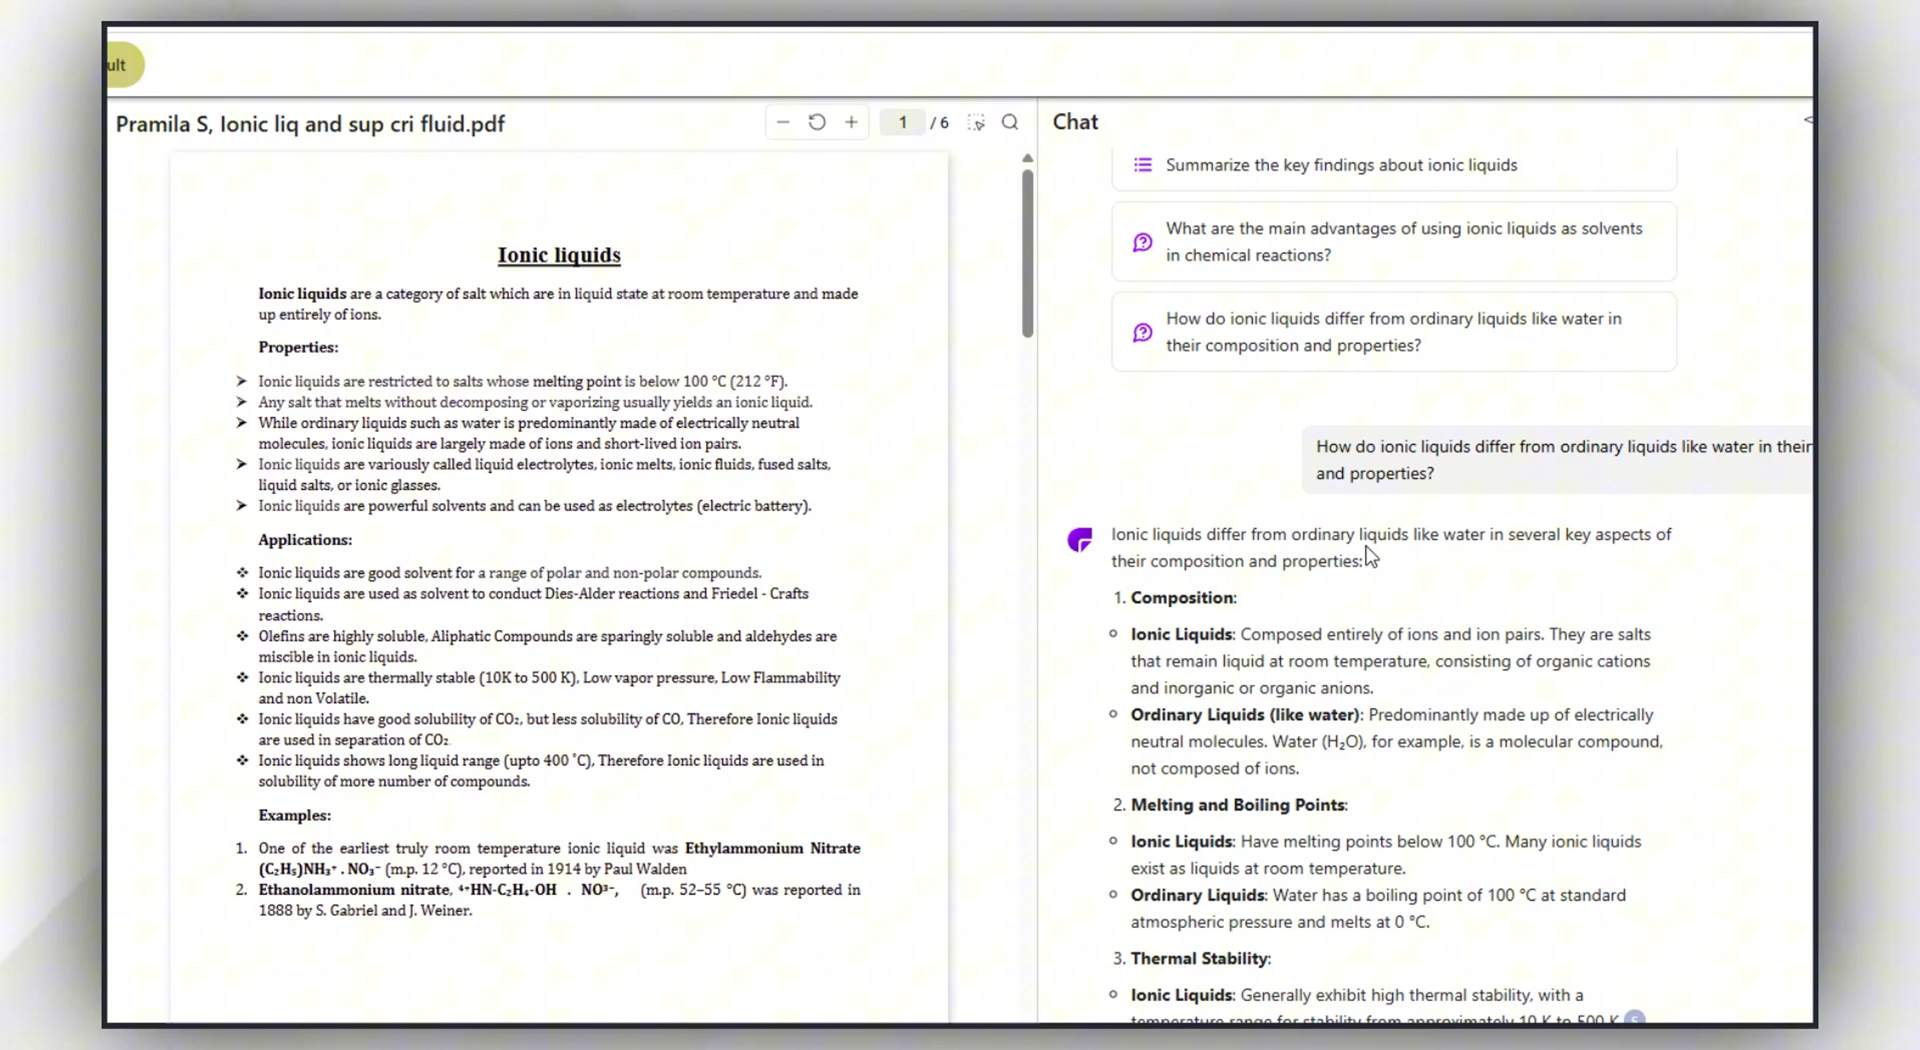 ult
Pramila S, Ionic liq and sup cri fluid.pdf
1 / 6
Ionic liquids
Ionic liquids are a category of salt which are in liquid state at room temperature and made
up entirely of ions.
Properties:
➤ Ionic liquids are restricted to salts whose melting point is below 100 °C (212 °F).
➤ Any salt that melts without decomposing or vaporizing usually yields an ionic liquid.
➤ While ordinary liquids such as water is predominantly made of electrically neutral
molecules, ionic liquids are largely made of ions and short-lived ion pairs.
➤ Ionic liquids are variously called liquid electrolytes, ionic melts, ionic fluids, fused salts,
liquid salts, or ionic glasses.
➤ Ionic liquids are powerful solvents and can be used as electrolytes (electric battery).
Applications:
❖ Ionic liquids are good solvent for a range of polar and non-polar compounds.
❖ Ionic liquids are used as solvent to conduct Dies-Alder reactions and Friedel - Crafts
reactions.
❖ Olefins are highly soluble, Aliphatic Compounds are sparingly soluble and aldehydes are
miscible in ionic liquids.
❖ Ionic liquids are thermally stable (10K to 500 K), Low vapor pressure, Low Flammability
and non Volatile.
❖ Ionic liquids have good solubility of CO₂, but less solubility of CO, Therefore Ionic liquids
are used in separation of CO₂.
❖ Ionic liquids shows long liquid range (upto 400 °C), Therefore Ionic liquids are used in
solubility of more number of compounds.
Examples:
1. One of the earliest truly room temperature ionic liquid was Ethylammonium Nitrate
(C₂H₅)NH₃⁺ . NO₃⁻ (m.p. 12 °C), reported in 1914 by Paul Walden
2. Ethanolammonium nitrate, ⁴⁺HN-C₂H₄-OH . NO³⁻, (m.p. 52–55 °C) was reported in
1888 by S. Gabriel and J. Weiner.
Chat
Summarize the key findings about ionic liquids
What are the main advantages of using ionic liquids as solvents
in chemical reactions?
How do ionic liquids differ from ordinary liquids like water in
their composition and properties?
How do ionic liquids differ from ordinary liquids like water in their
and properties?
Ionic liquids differ from ordinary liquids like water in several key aspects of
their composition and properties:
1. Composition:
Ionic Liquids: Composed entirely of ions and ion pairs. They are salts
that remain liquid at room temperature, consisting of organic cations
and inorganic or organic anions.
Ordinary Liquids (like water): Predominantly made up of electrically
neutral molecules. Water (H₂O), for example, is a molecular compound,
not composed of ions.
2. Melting and Boiling Points:
Ionic Liquids: Have melting points below 100 °C. Many ionic liquids
exist as liquids at room temperature.
Ordinary Liquids: Water has a boiling point of 100 °C at standard
atmospheric pressure and melts at 0 °C.
3. Thermal Stability:
Ionic Liquids: Generally exhibit high thermal stability, with a
temperature range for stability from approximately 10 K to 500 K